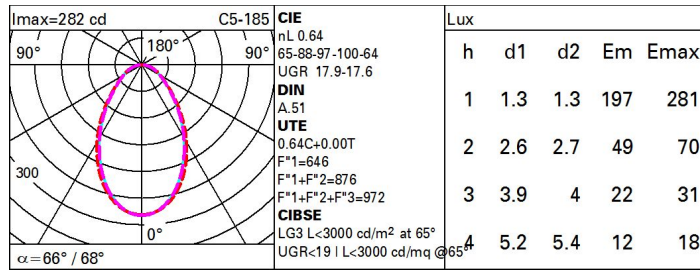 Imax=282 cd C5-185
90° 180° 90°
300
0°
α=66° / 68°
CIE
nL 0.64
65-88-97-100-64
UGR 17.9-17.6
DIN
A.51
UTE
0.64C+0.00T
F"1=646
F"1+F"2=876
F"1+F"2+F"3=972
CIBSE
LG3 L<3000 cd/m² at 65°
UGR<19 | L<3000 cd/mq @65°
Lux
h d1 d2 Em Emax
1 1.3 1.3 197 281
2 2.6 2.7 49 70
3 3.9 4 22 31
4 5.2 5.4 12 18